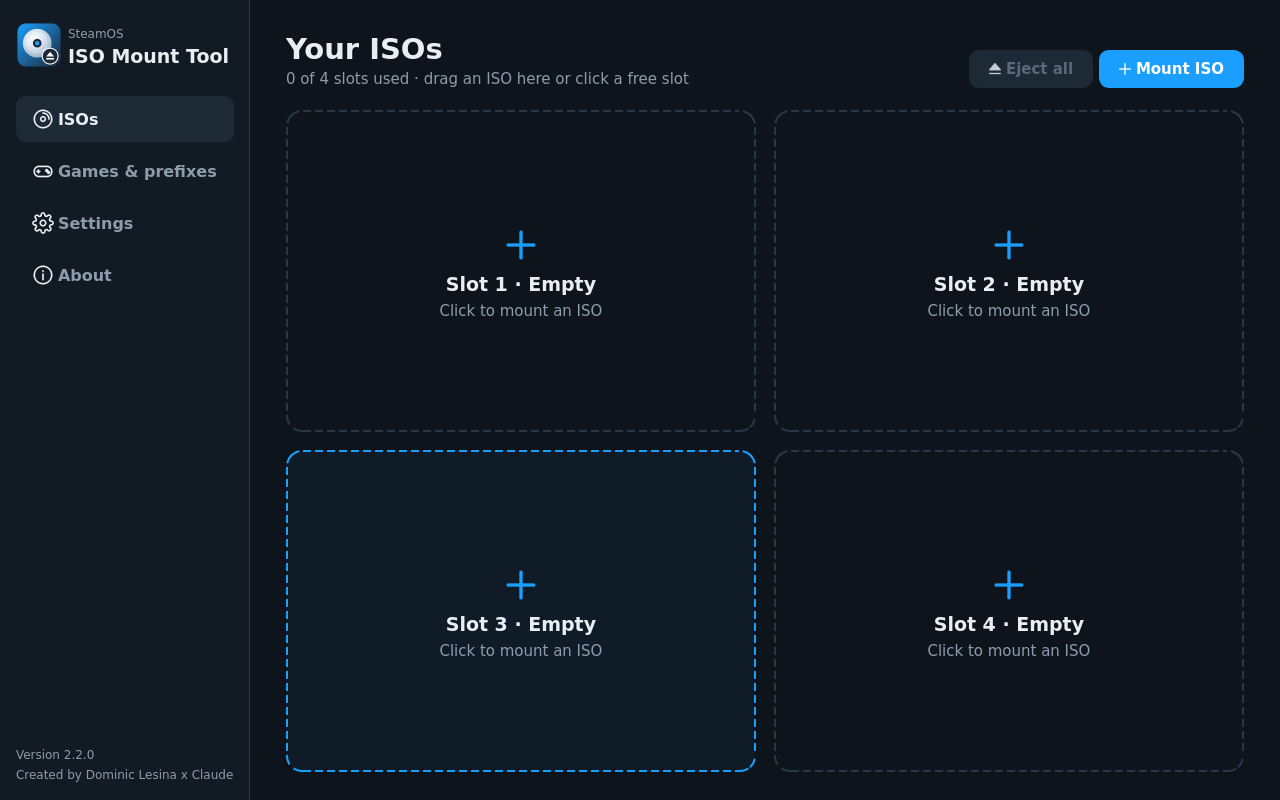 SteamOS
ISO Mount Tool
ISOs
Games & prefixes
Settings
About
Version 2.2.0
Created by Dominic Lesina x Claude
Your ISOs
0 of 4 slots used · drag an ISO here or click a free slot
Eject all
Mount ISO
Slot 1 · Empty
Click to mount an ISO
Slot 2 · Empty
Click to mount an ISO
Slot 3 · Empty
Click to mount an ISO
Slot 4 · Empty
Click to mount an ISO